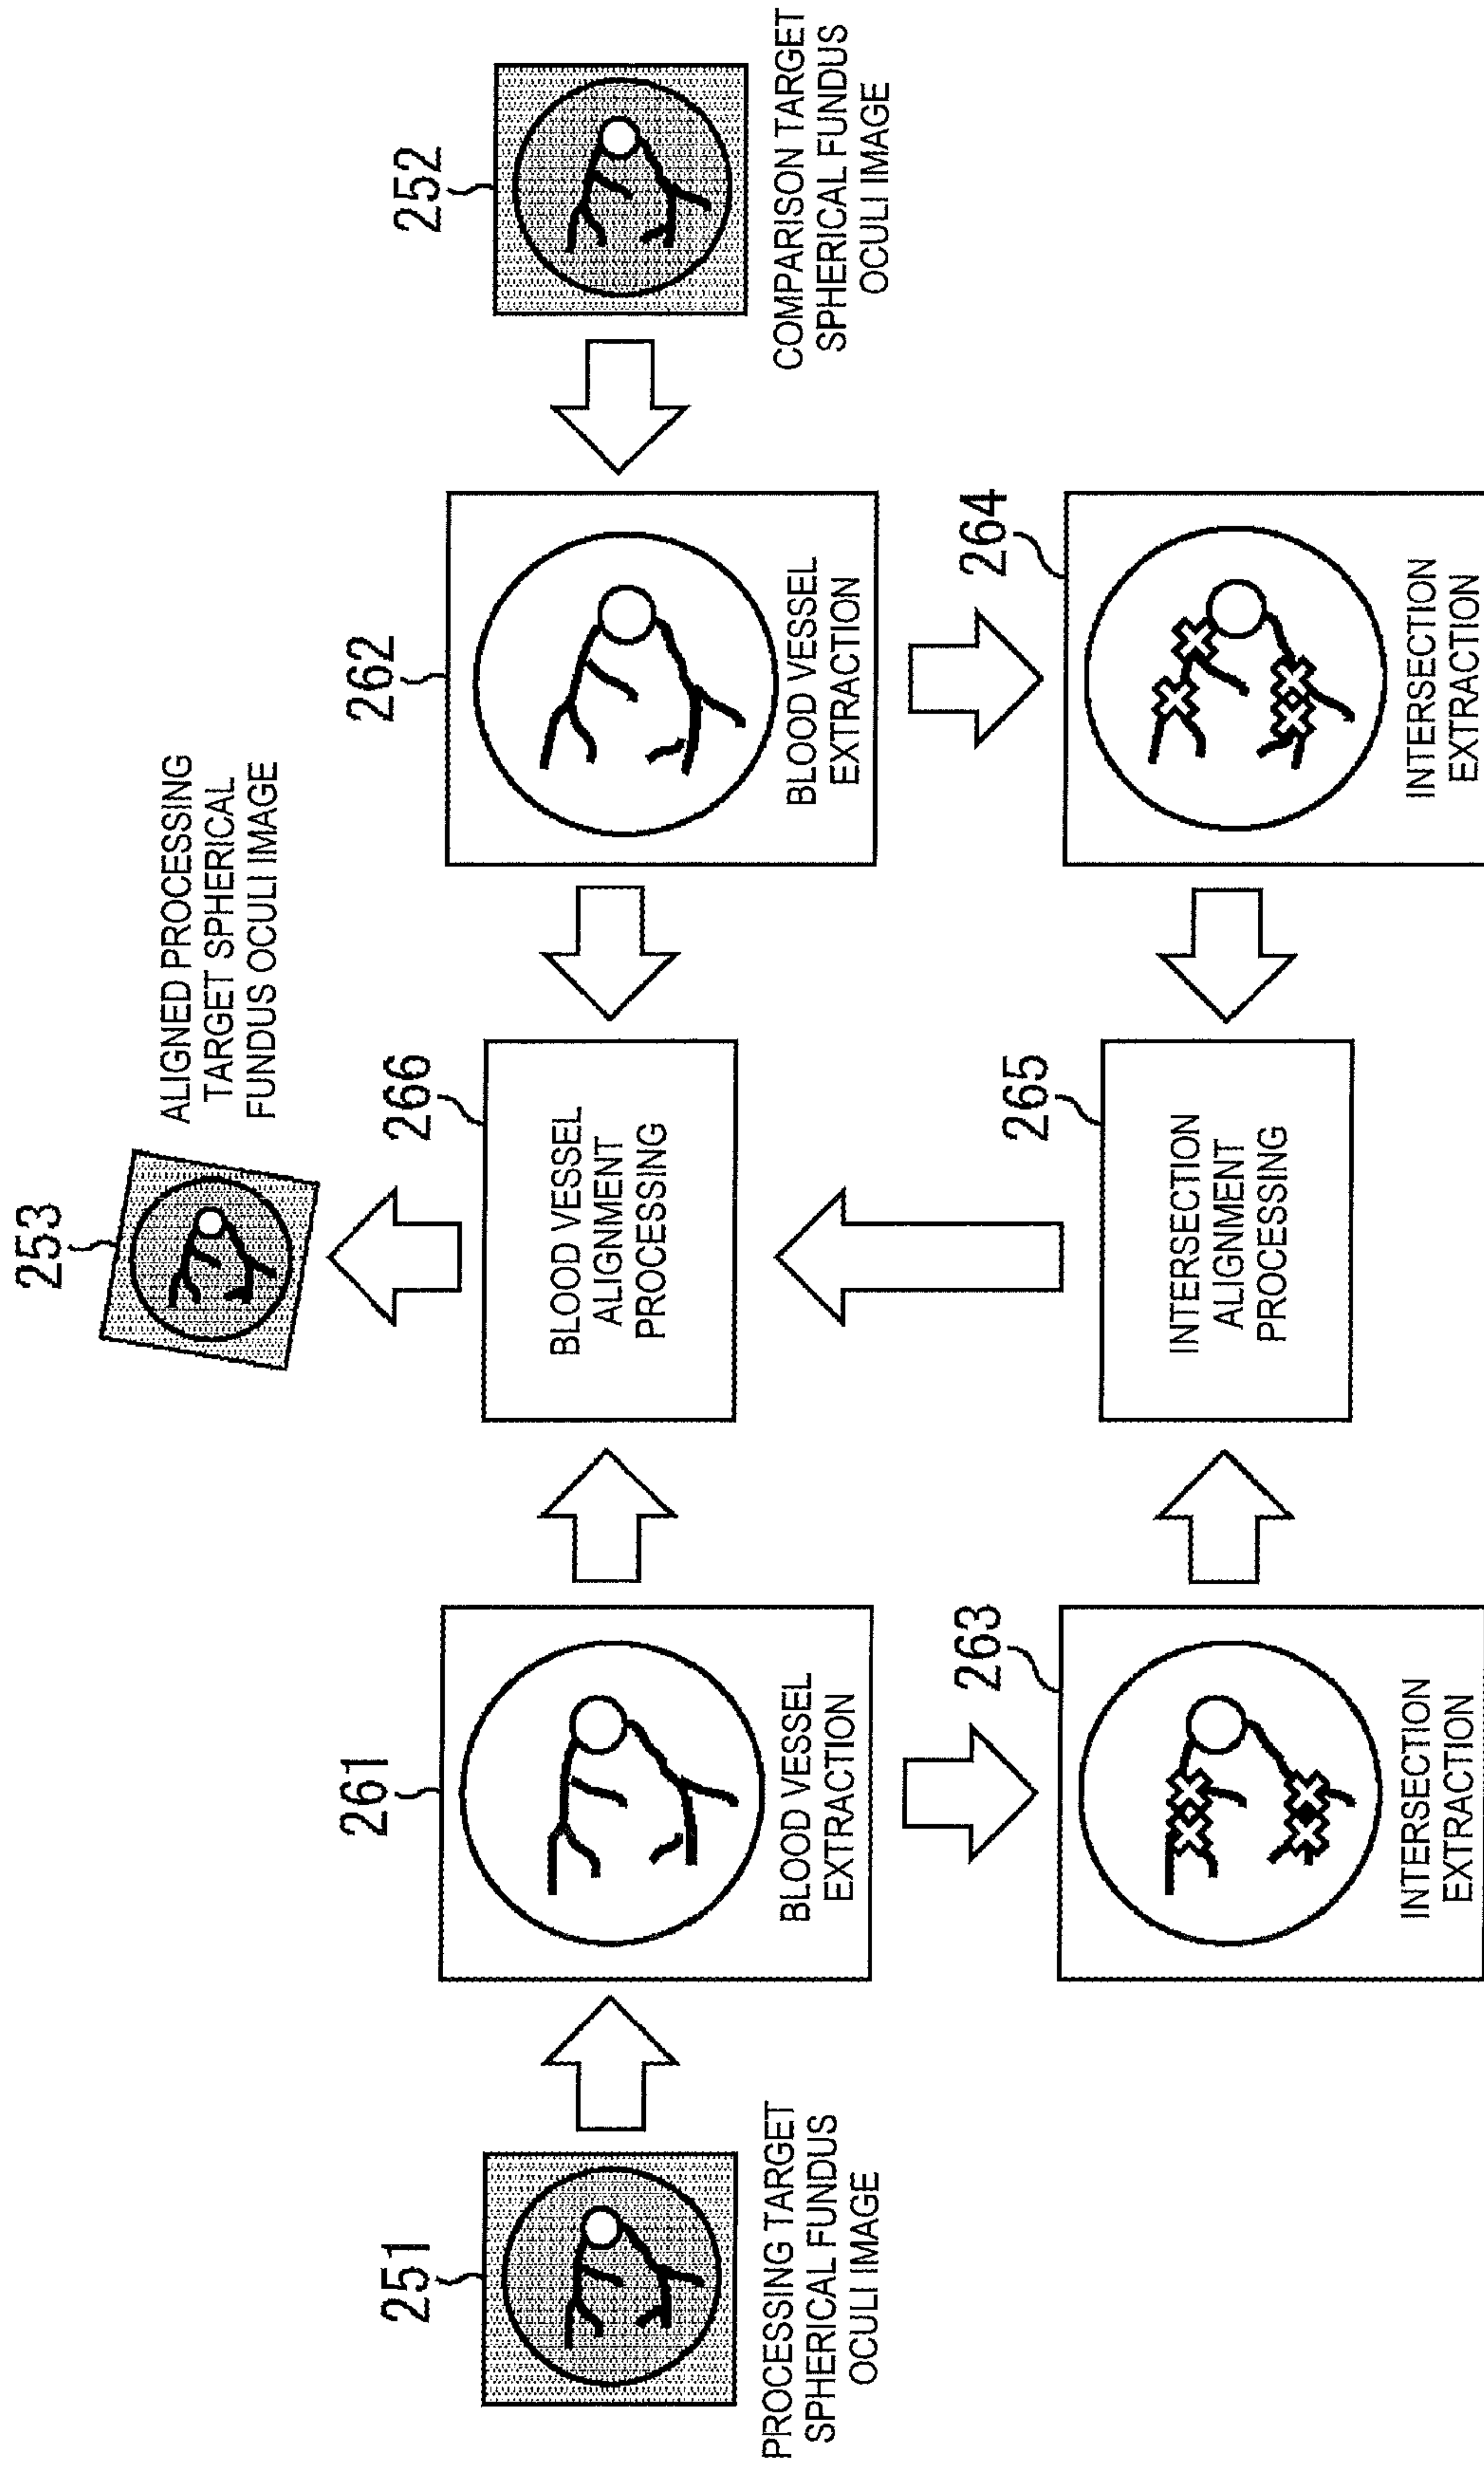 253
ALIGNED PROCESSING
TARGET SPHERICAL
FUNDUS OCULI IMAGE
251
PROCESSING TARGET
SPHERICAL FUNDUS
OCULI IMAGE
261
BLOOD VESSEL
EXTRACTION
266
BLOOD VESSEL
ALIGNMENT
PROCESSING
262
BLOOD VESSEL
EXTRACTION
252
COMPARISON TARGET
SPHERICAL FUNDUS
OCULI IMAGE
263
INTERSECTION
EXTRACTION
265
INTERSECTION
ALIGNMENT
PROCESSING
264
INTERSECTION
EXTRACTION